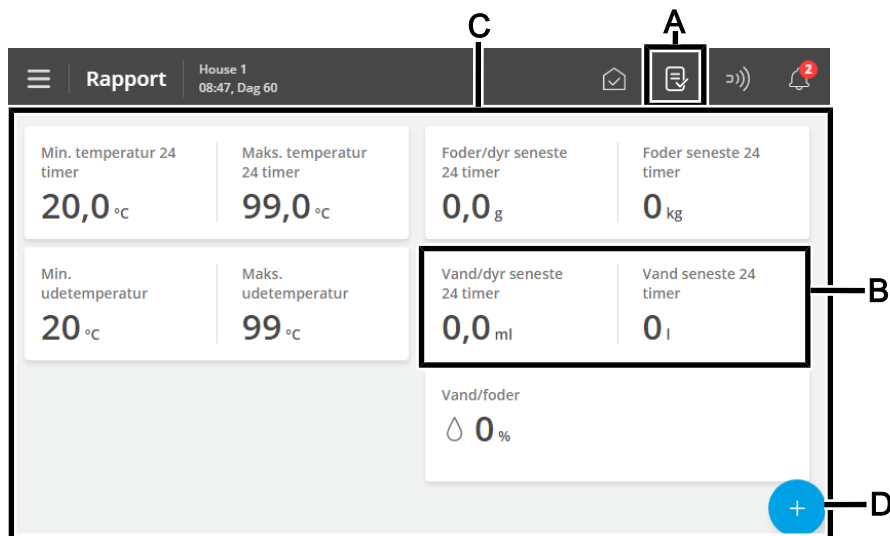 C
A
Rapport
House 1
08:47, Dag 60
2
Min. temperatur 24
timer
20,0 °C
Maks. temperatur
24 timer
99,0 °C
Foder/dyr seneste
24 timer
0,0 g
Foder seneste 24
timer
0 kg
Min.
udetemperatur
20 °C
Maks.
udetemperatur
99 °C
Vand/dyr seneste
24 timer
0,0 ml
Vand seneste 24
timer
0 l
B
Vand/foder
0 %
+
D